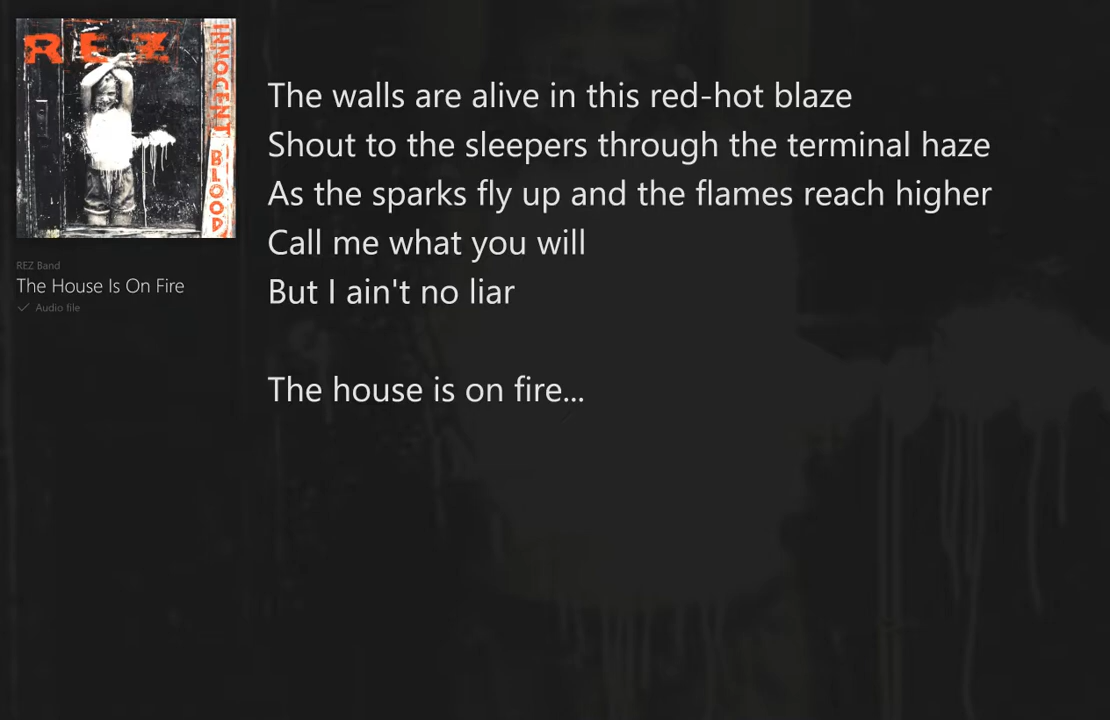 REZ
INNOCENT BLOOD
REZ Band
The House Is On Fire
Audio file
The walls are alive in this red-hot blaze
Shout to the sleepers through the terminal haze
As the sparks fly up and the flames reach higher
Call me what you will
But I ain't no liar
The house is on fire...